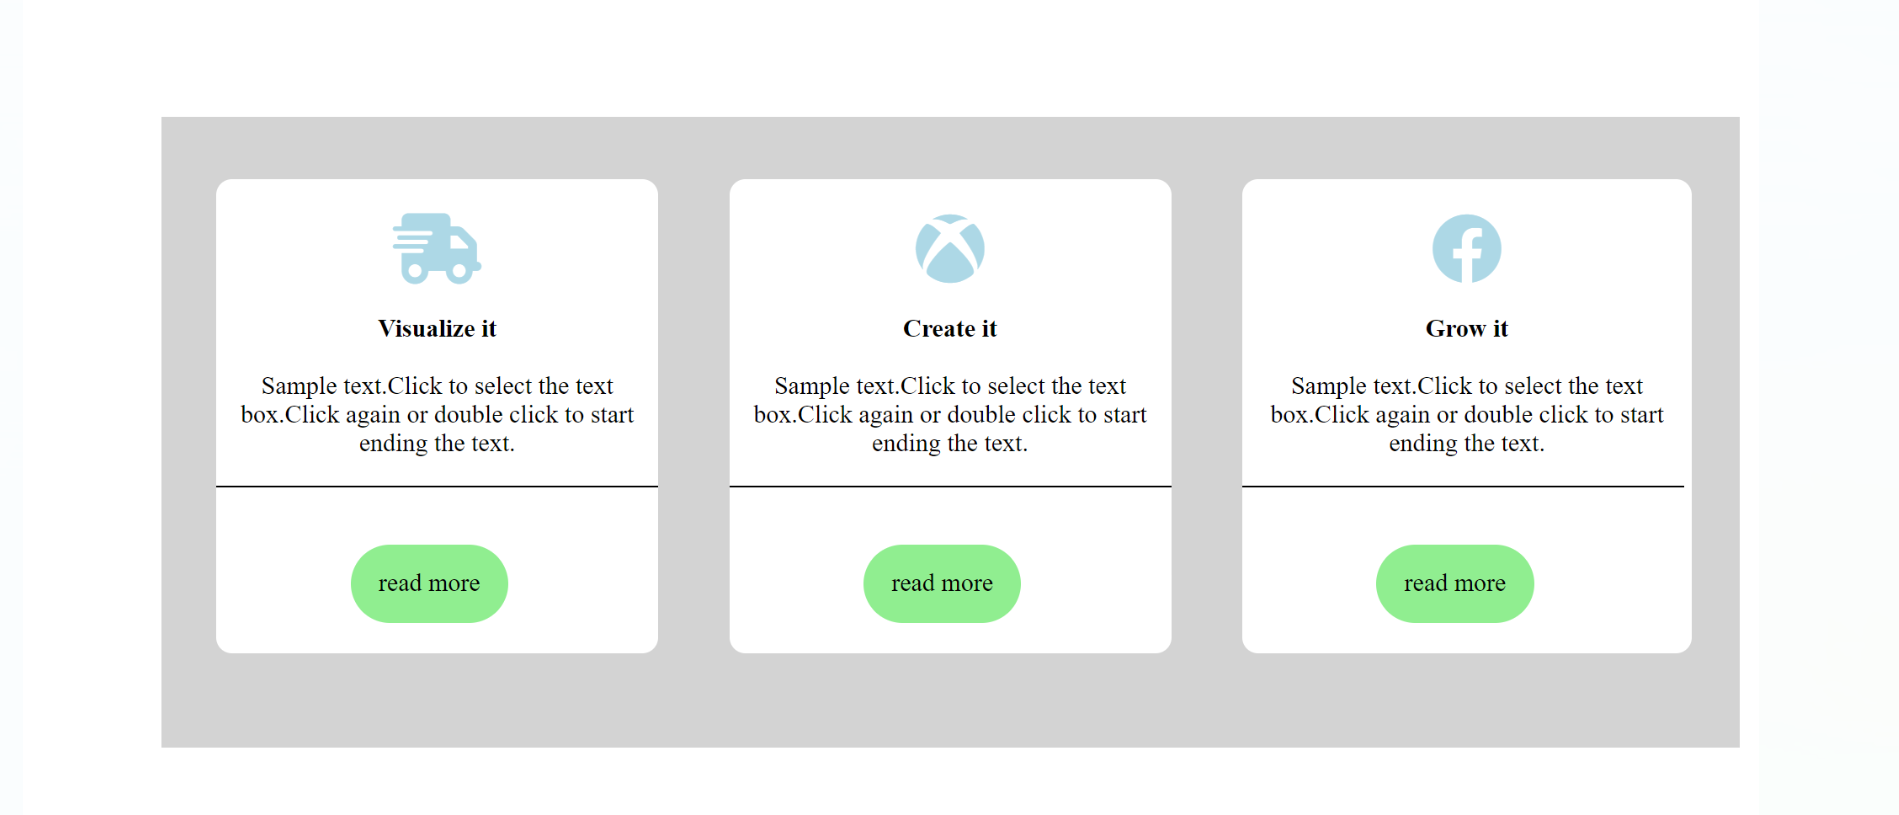 Visualize it
Sample text.Click to select the text
box.Click again or double click to start
ending the text.
read more
Create it
Sample text.Click to select the text
box.Click again or double click to start
ending the text.
read more
Grow it
Sample text.Click to select the text
box.Click again or double click to start
ending the text.
read more